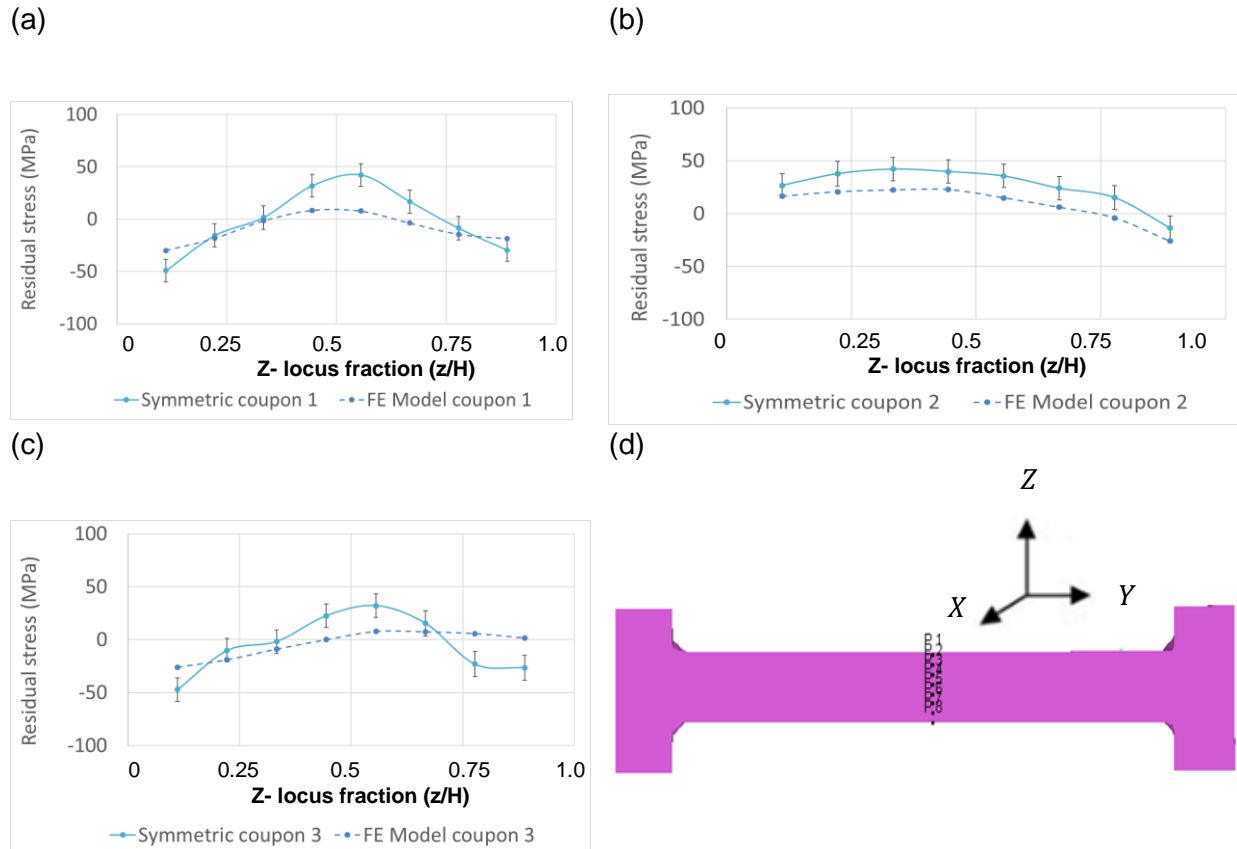 (a)
Residual stress (MPa)
100
50
0
-50
-100
0 0.25 0.5 0.75 1.0
Z- locus fraction (z/H)
Symmetric coupon 1 FE Model coupon 1
(b)
Residual stress (MPa)
100
50
0
-50
-100
0 0.25 0.5 0.75 1.0
Z- locus fraction (z/H)
Symmetric coupon 2 FE Model coupon 2
(c)
Residual stress (MPa)
100
50
0
-50
-100
0 0.25 0.5 0.75 1.0
Z- locus fraction (z/H)
Symmetric coupon 3 FE Model coupon 3
(d)
Z
X
Y
P.1
P.2
P.8